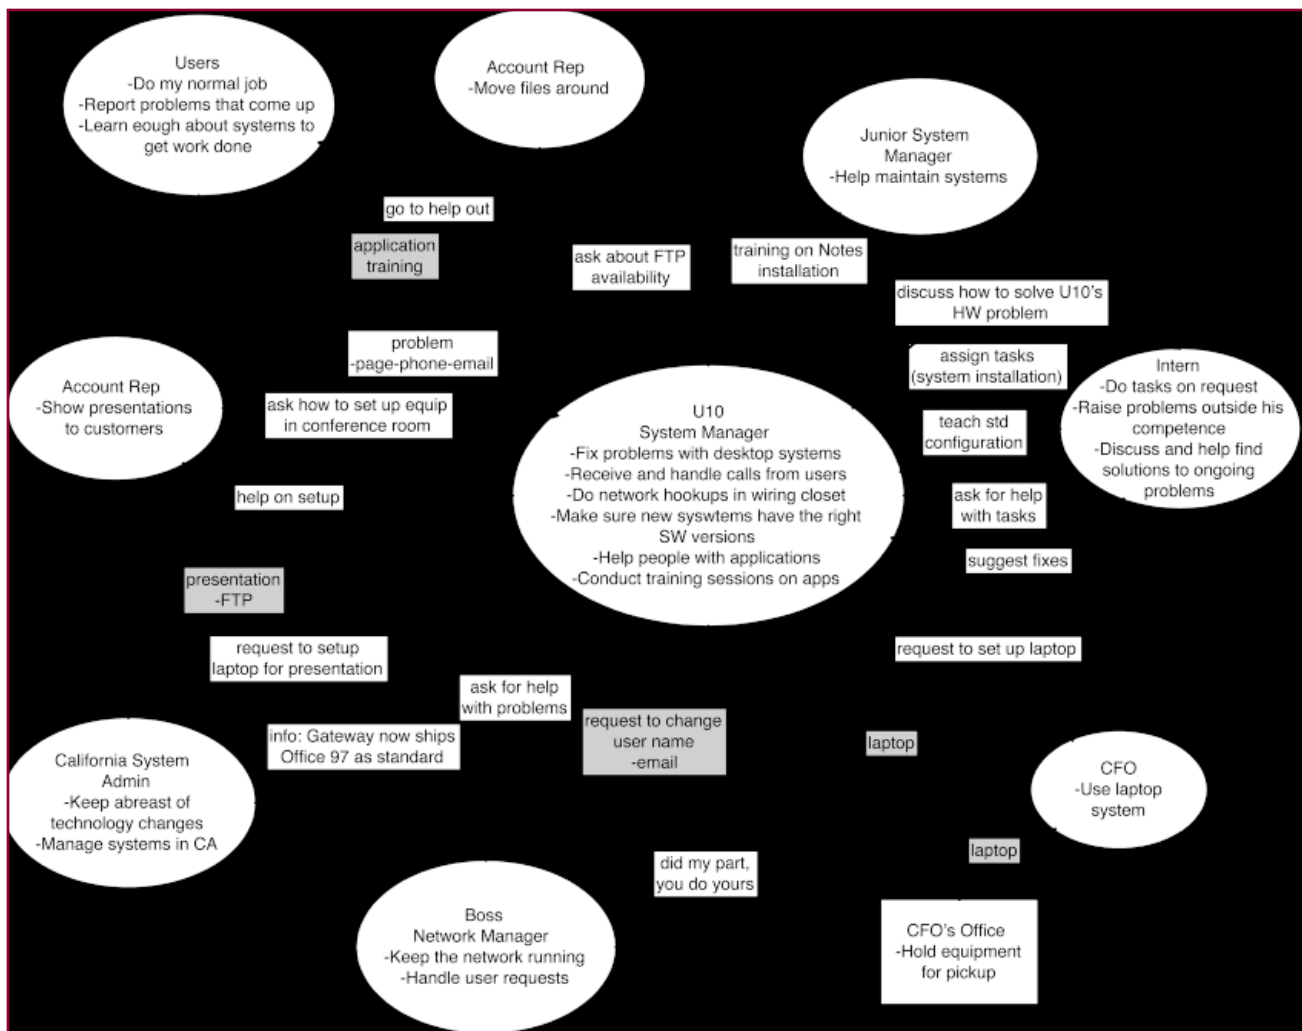 Users
-Do my normal job
-Report problems that come up
-Learn eough about systems to
get work done
Account Rep
-Move files around
Junior System
Manager
-Help maintain systems
go to help out
application
training
ask about FTP
availability
training on Notes
installation
discuss how to solve U10's
HW problem
problem
-page-phone-email
assign tasks
(system installation)
Account Rep
-Show presentations
to customers
ask how to set up equip
in conference room
U10
System Manager
-Fix problems with desktop systems
-Receive and handle calls from users
-Do network hookups in wiring closet
-Make sure new syswtems have the right
SW versions
-Help people with applications
-Conduct training sessions on apps
teach std
configuration
Intern
-Do tasks on request
-Raise problems outside his
competence
-Discuss and help find
solutions to ongoing
problems
help on setup
ask for help
with tasks
suggest fixes
presentation
-FTP
request to setup
laptop for presentation
request to set up laptop
ask for help
with problems
info: Gateway now ships
Office 97 as standard
request to change
user name
-email
laptop
California System
Admin
-Keep abreast of
technology changes
-Manage systems in CA
CFO
-Use laptop
system
laptop
did my part,
you do yours
Boss
Network Manager
-Keep the network running
-Handle user requests
CFO's Office
-Hold equipment
for pickup